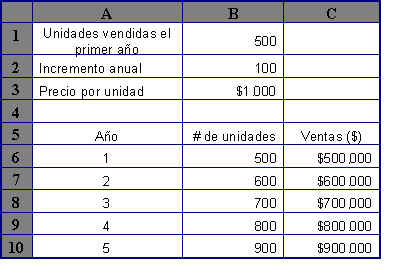 A B C
1 Unidades vendidas el
primer año 500
2 Incremento anual 100
3 Precio por unidad $1.000
4
5 Año # de unidades Ventas ($)
6 1 500 $500.000
7 2 600 $600.000
8 3 700 $700.000
9 4 800 $800.000
10 5 900 $900.000